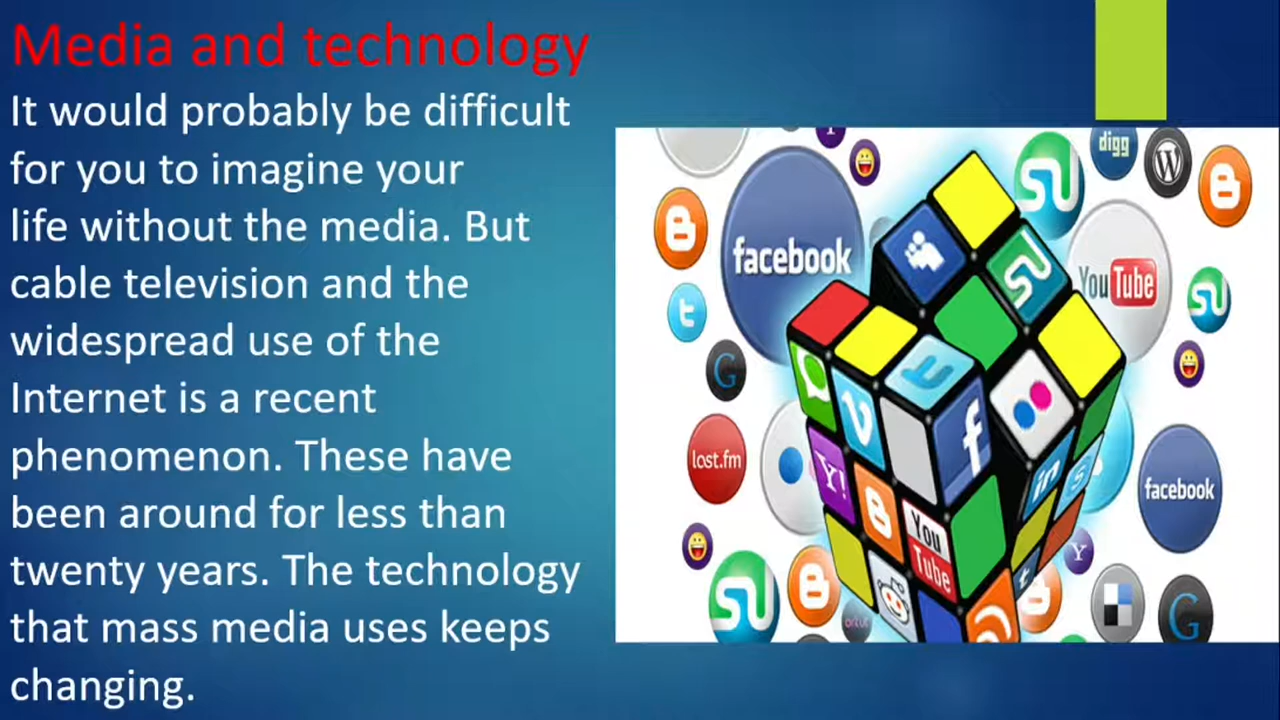 Media and technology
It would probably be difficult
for you to imagine your
life without the media. But
cable television and the
widespread use of the
Internet is a recent
phenomenon. These have
been around for less than
twenty years. The technology
that mass media uses keeps
changing.
digg
facebook
YouTube
lost.fm
facebook
Y!
You
Tube
in
orkut